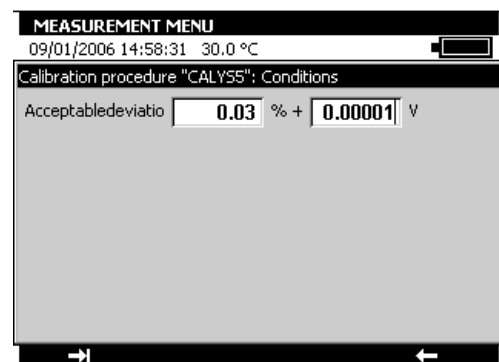 MEASUREMENT MENU
09/01/2006 14:58:31 30.0 °C
Calibration procedure "CALYS5": Conditions
Acceptabledeviatio 0.03 % + 0.00001 V